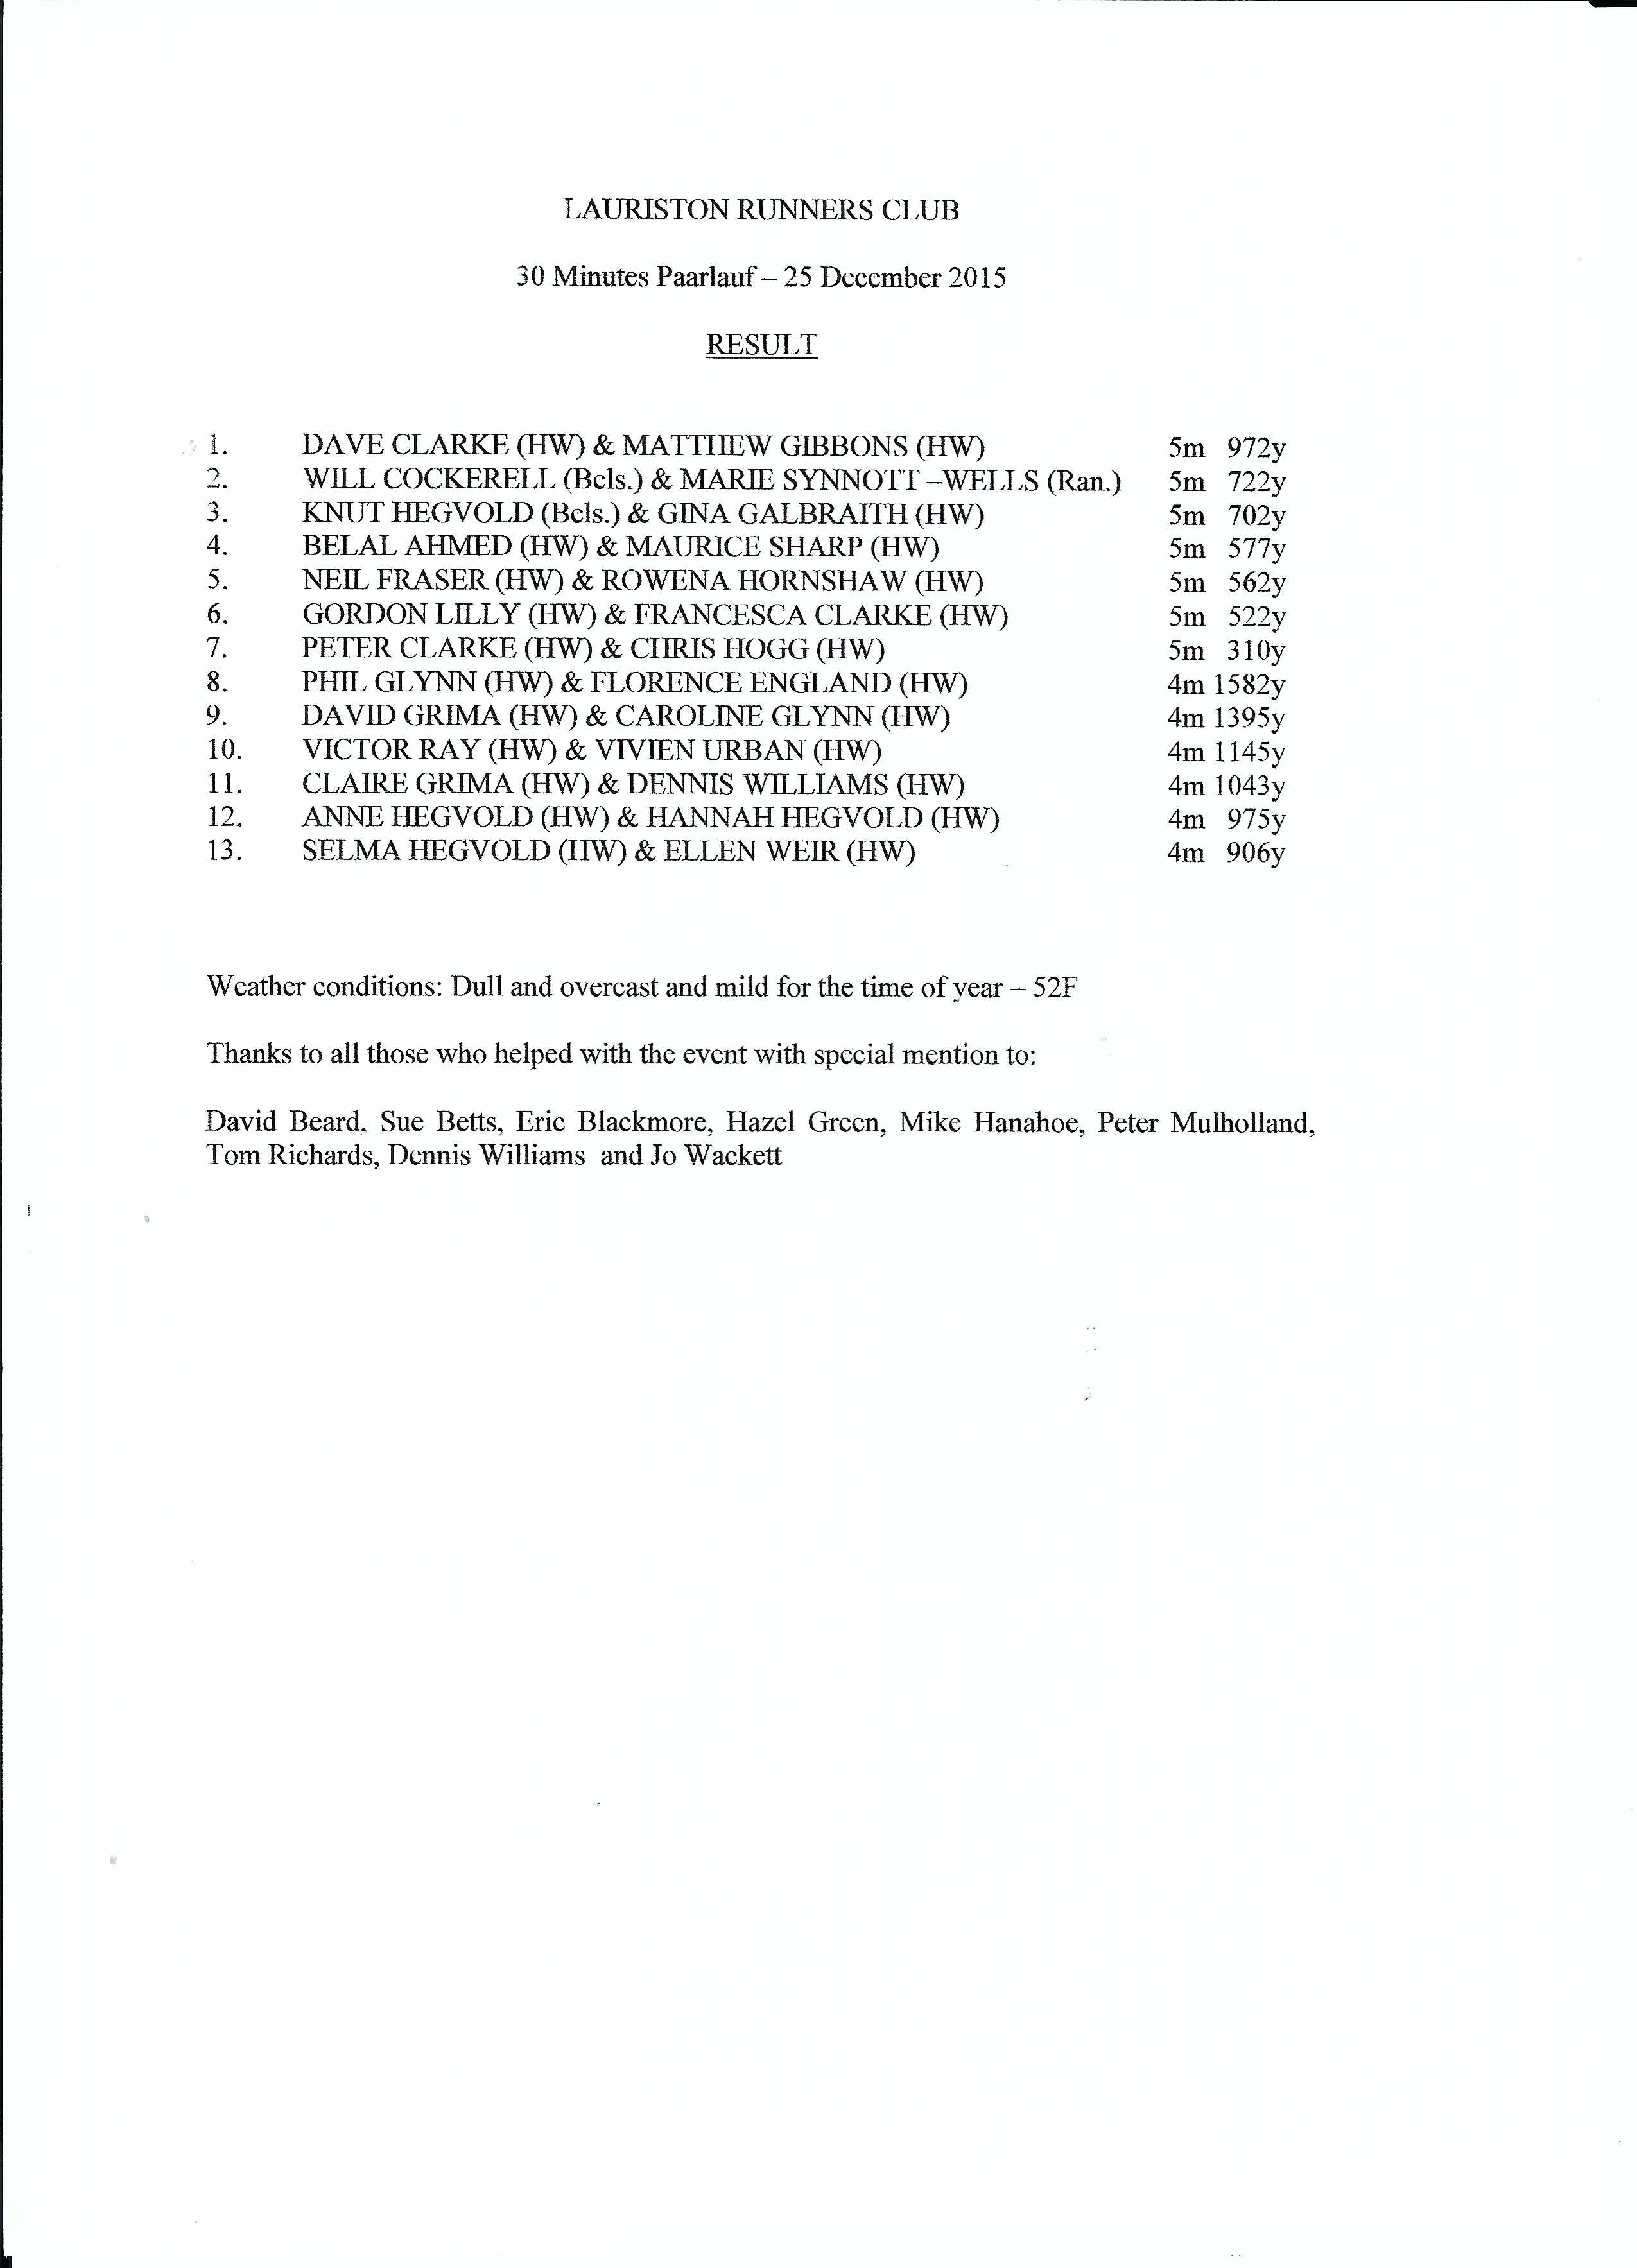 LAURISTON RUNNERS CLUB
30 Minutes Paarlauf – 25 December 2015
RESULT
1. DAVE CLARKE (HW) & MATTHEW GIBBONS (HW) 5m 972y
2. WILL COCKERELL (Bels.) & MARIE SYNNOTT –WELLS (Ran.) 5m 722y
3. KNUT HEGVOLD (Bels.) & GINA GALBRAITH (HW) 5m 702y
4. BELAL AHMED (HW) & MAURICE SHARP (HW) 5m 577y
5. NEIL FRASER (HW) & ROWENA HORNSHAW (HW) 5m 562y
6. GORDON LILLY (HW) & FRANCESCA CLARKE (HW) 5m 522y
7. PETER CLARKE (HW) & CHRIS HOGG (HW) 5m 310y
8. PHIL GLYNN (HW) & FLORENCE ENGLAND (HW) 4m 1582y
9. DAVID GRIMA (HW) & CAROLINE GLYNN (HW) 4m 1395y
10. VICTOR RAY (HW) & VIVIEN URBAN (HW) 4m 1145y
11. CLAIRE GRIMA (HW) & DENNIS WILLIAMS (HW) 4m 1043y
12. ANNE HEGVOLD (HW) & HANNAH HEGVOLD (HW) 4m 975y
13. SELMA HEGVOLD (HW) & ELLEN WEIR (HW) 4m 906y
Weather conditions: Dull and overcast and mild for the time of year – 52F
Thanks to all those who helped with the event with special mention to:
David Beard. Sue Betts, Eric Blackmore, Hazel Green, Mike Hanahoe, Peter Mulholland,
Tom Richards, Dennis Williams and Jo Wackett